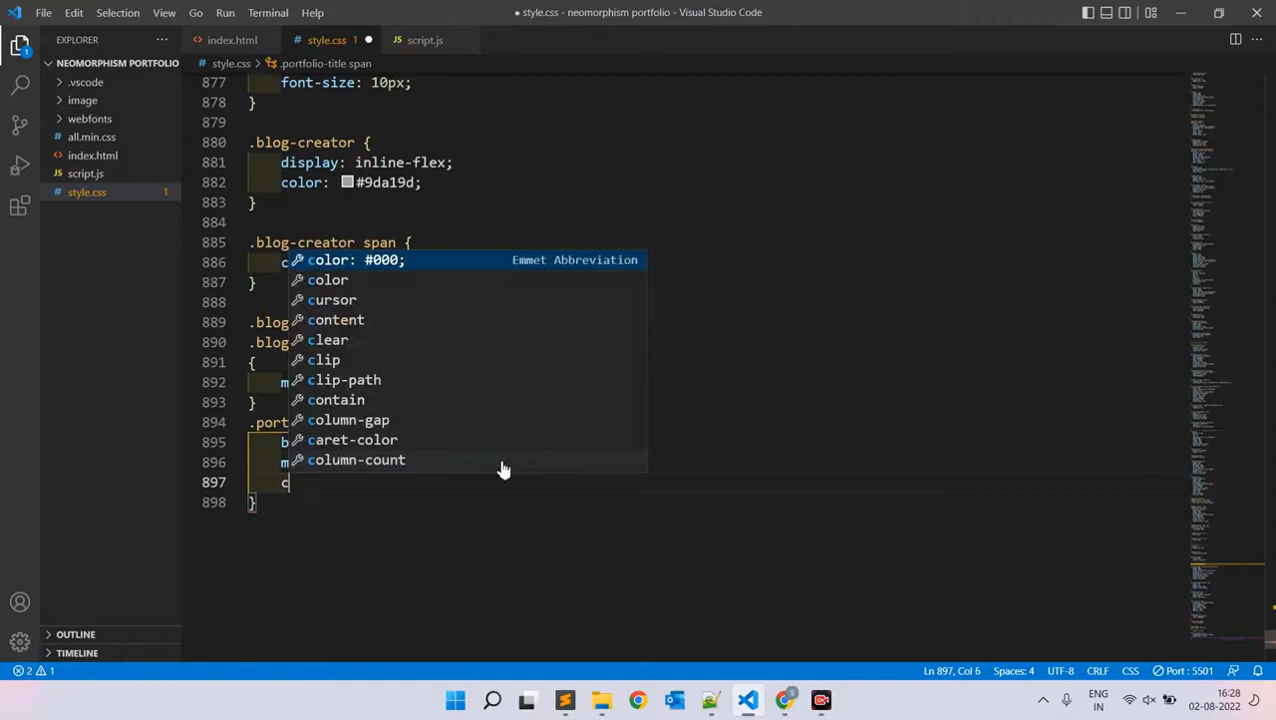 File Edit Selection View Go Run Terminal Help
● style.css - neomorphism portfolio - Visual Studio Code
EXPLORER
index.html
style.css 1
script.js
NEOMORPHISM PORTFOLIO
.vscode
image
webfonts
all.min.css
index.html
script.js
style.css 1
OUTLINE
TIMELINE
style.css > .portfolio-title span
877 font-size: 10px;
878 }
879
880 .blog-creator {
881 display: inline-flex;
882 color: #9da19d;
883 }
884
885 .blog-creator span {
886 c
887 }
888
889 .blog
890 .blog
891 {
892 m
893 }
894 .port
895 b
896 m
897 c
898 }
color: #000; Emmet Abbreviation
color
cursor
content
clear
clip
clip-path
contain
column-gap
caret-color
column-count
2 1
Ln 897, Col 6 Spaces: 4 UTF-8 CRLF CSS Port : 5501
ENG
IN
16:28
02-08-2022